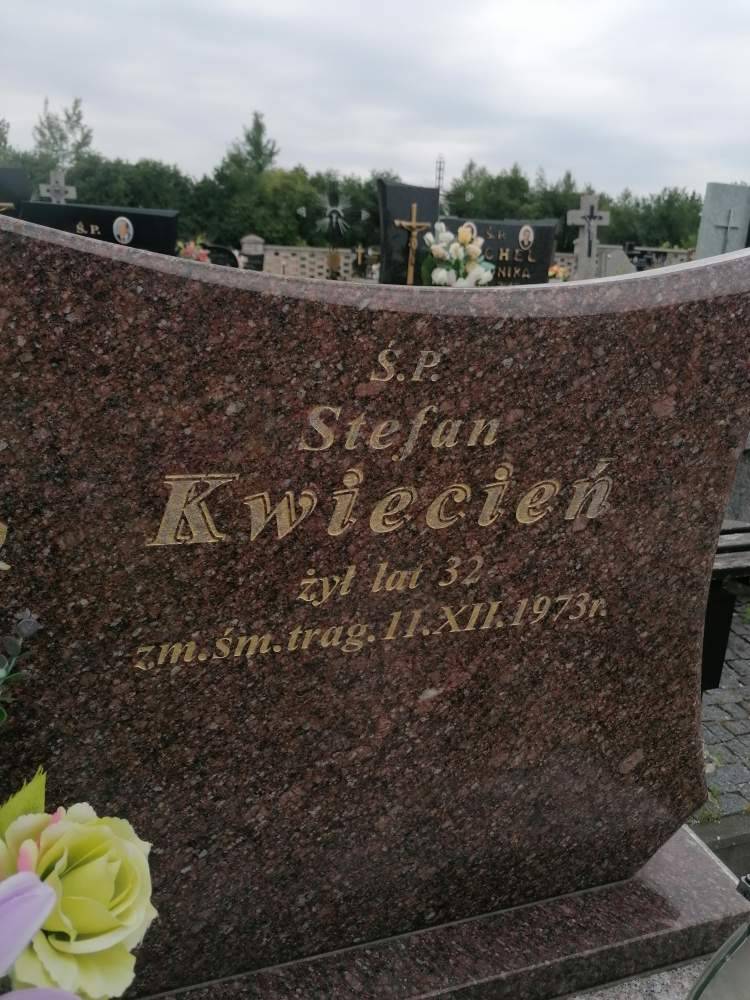 Ś.P.
Stefan
Kwiecień
żył lat 32
zm.śm.trag.11.XII.1973r.
Ś.P.
Ś.P.